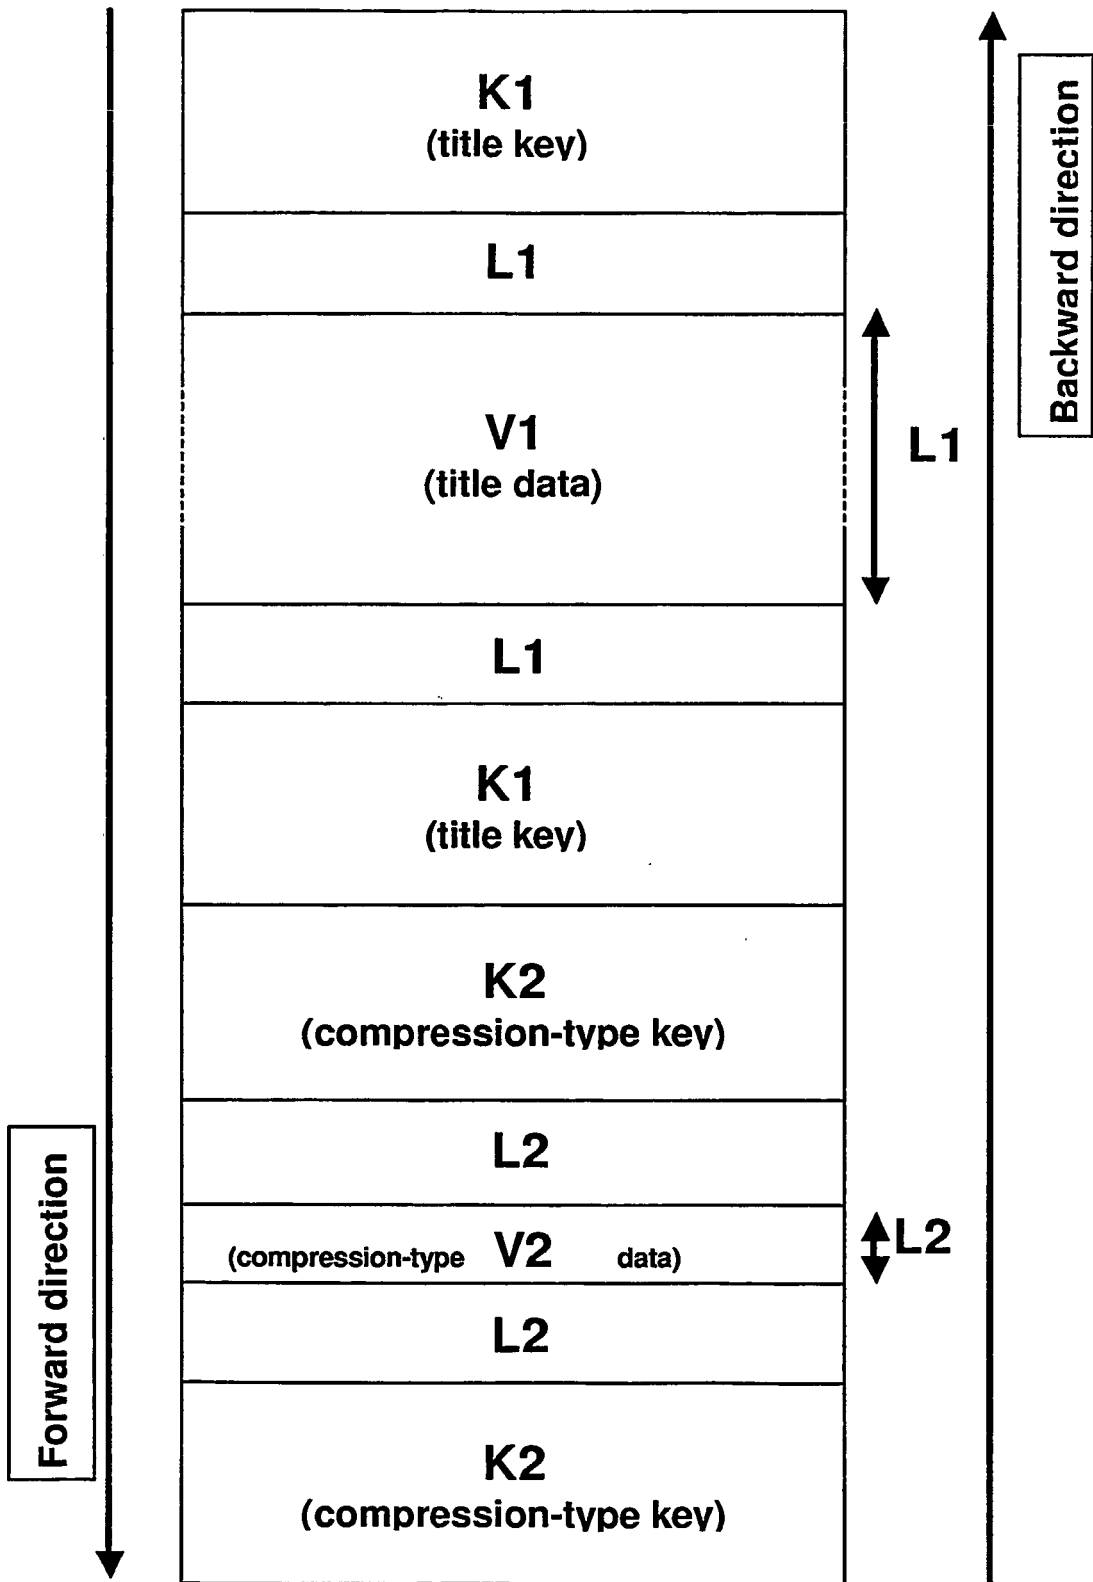 K1
(title key)
L1
V1
(title data)
L1
L1
K1
(title key)
K2
(compression-type key)
L2
(compression-type V2 data)
L2
L2
K2
(compression-type key)
Forward direction
Backward direction